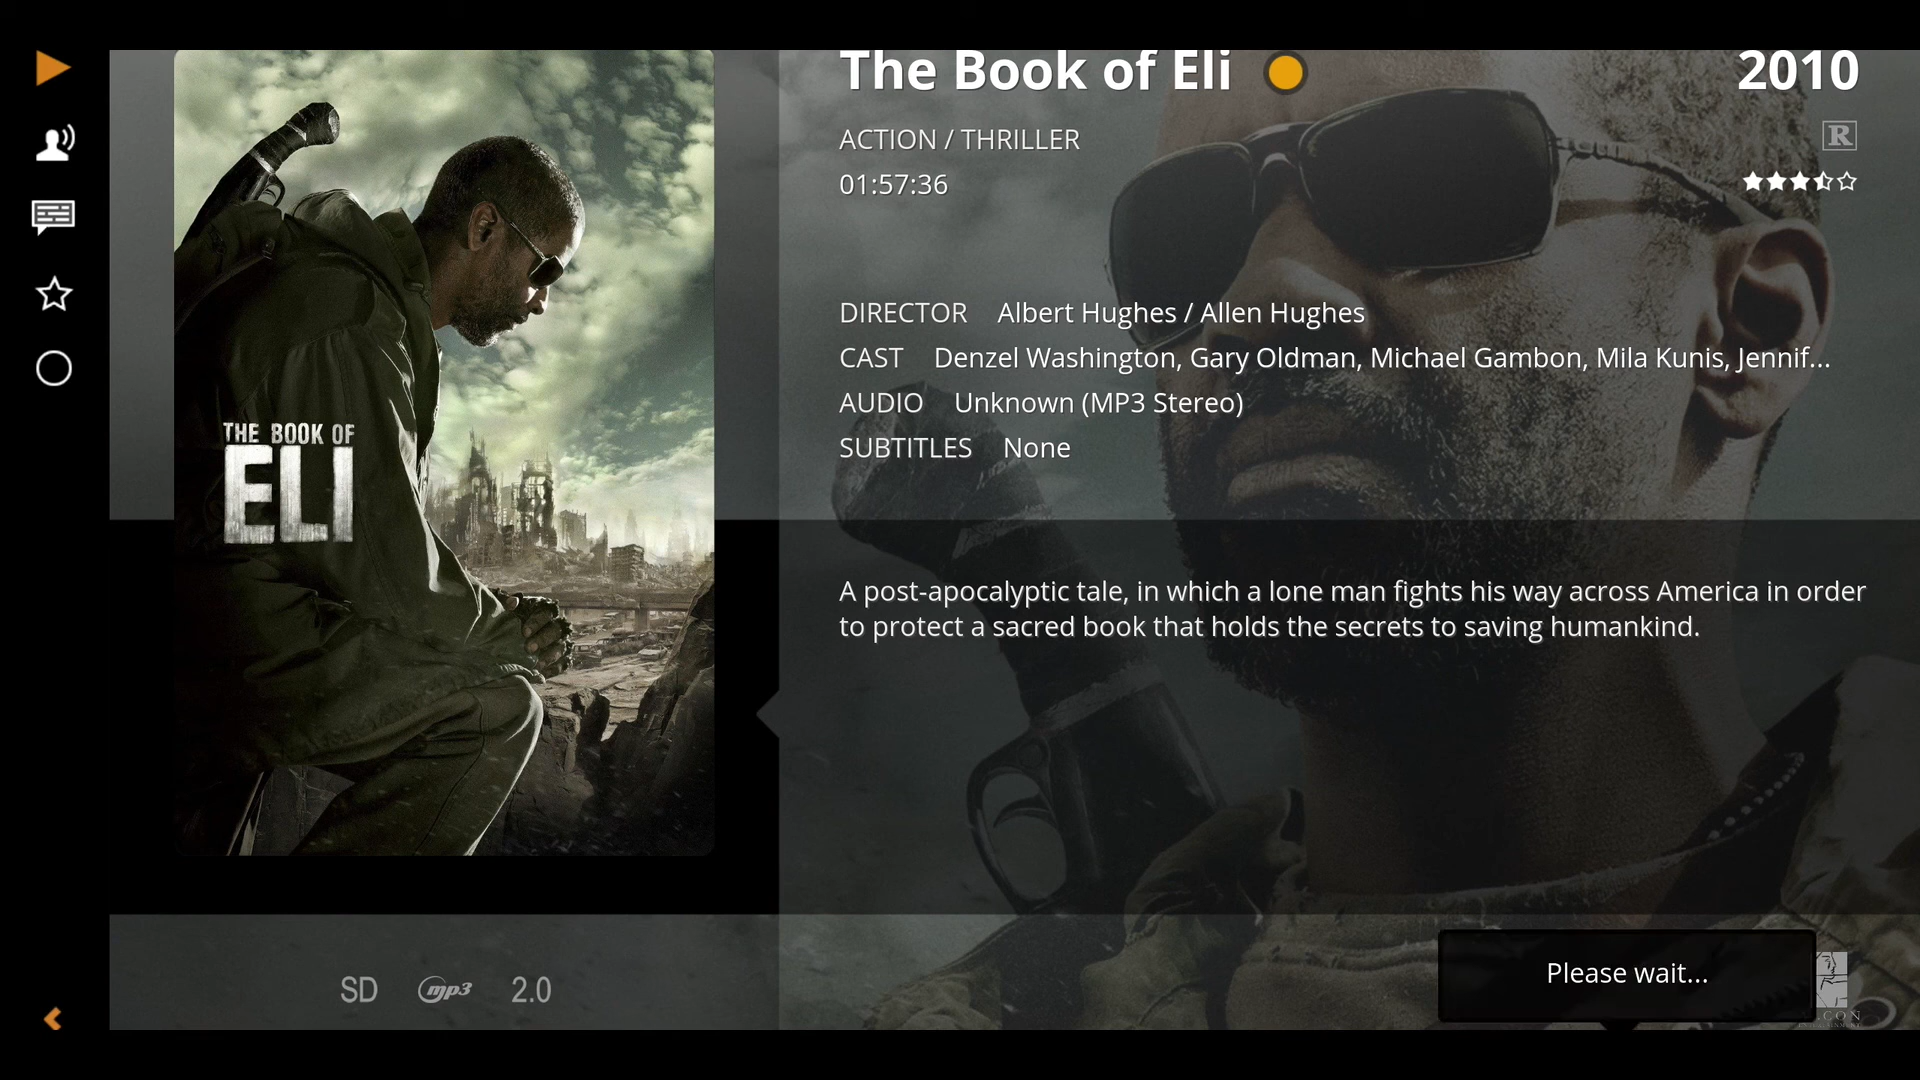 The Book of Eli
2010
ACTION / THRILLER
R
01:57:36
DIRECTOR Albert Hughes / Allen Hughes
CAST Denzel Washington, Gary Oldman, Michael Gambon, Mila Kunis, Jennif...
AUDIO Unknown (MP3 Stereo)
SUBTITLES None
THE BOOK OF
ELI
A post-apocalyptic tale, in which a lone man fights his way across America in order
to protect a sacred book that holds the secrets to saving humankind.
SD mp3 2.0
Please wait...